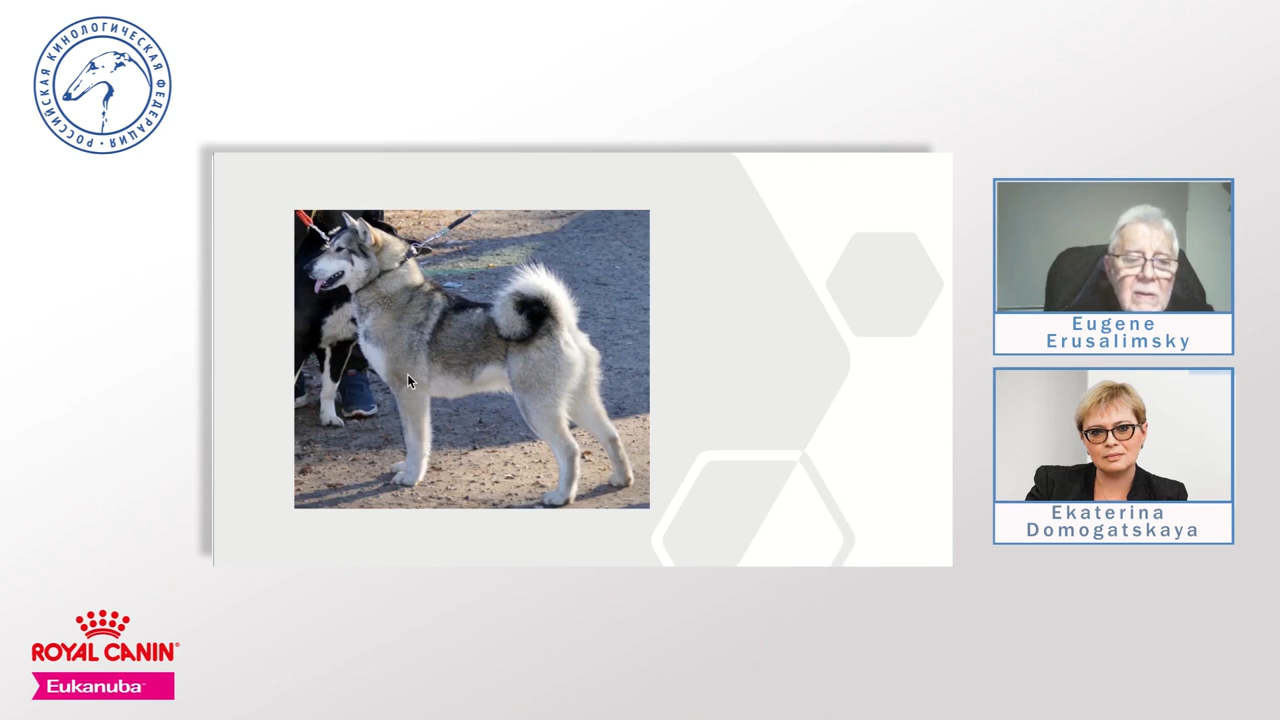 РОССИЙСКАЯ КИНОЛОГИЧЕСКАЯ ФЕДЕРАЦИЯ
Eugene
Erusalimsky
Ekaterina
Domogatskaya
ROYAL CANIN
Eukanuba